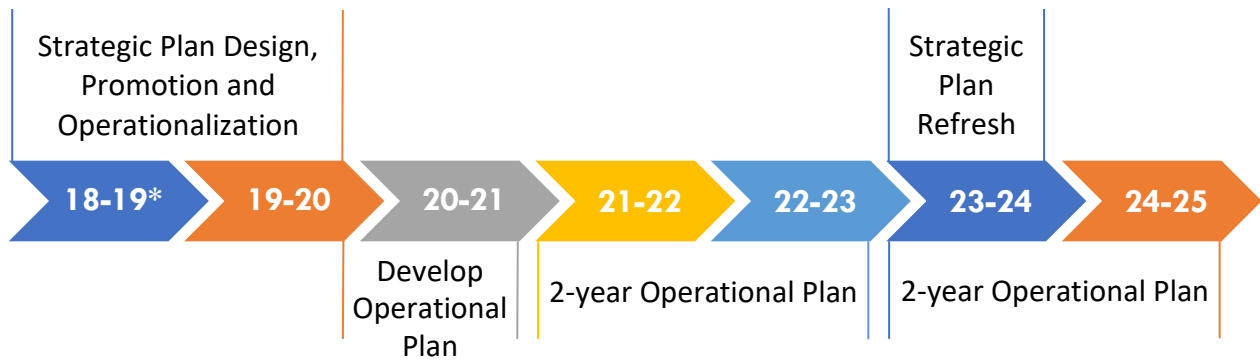 Strategic Plan Design,
Promotion and
Operationalization
Strategic
Plan
Refresh
18-19*
19-20
20-21
21-22
22-23
23-24
24-25
Develop
Operational
Plan
2-year Operational Plan
2-year Operational Plan